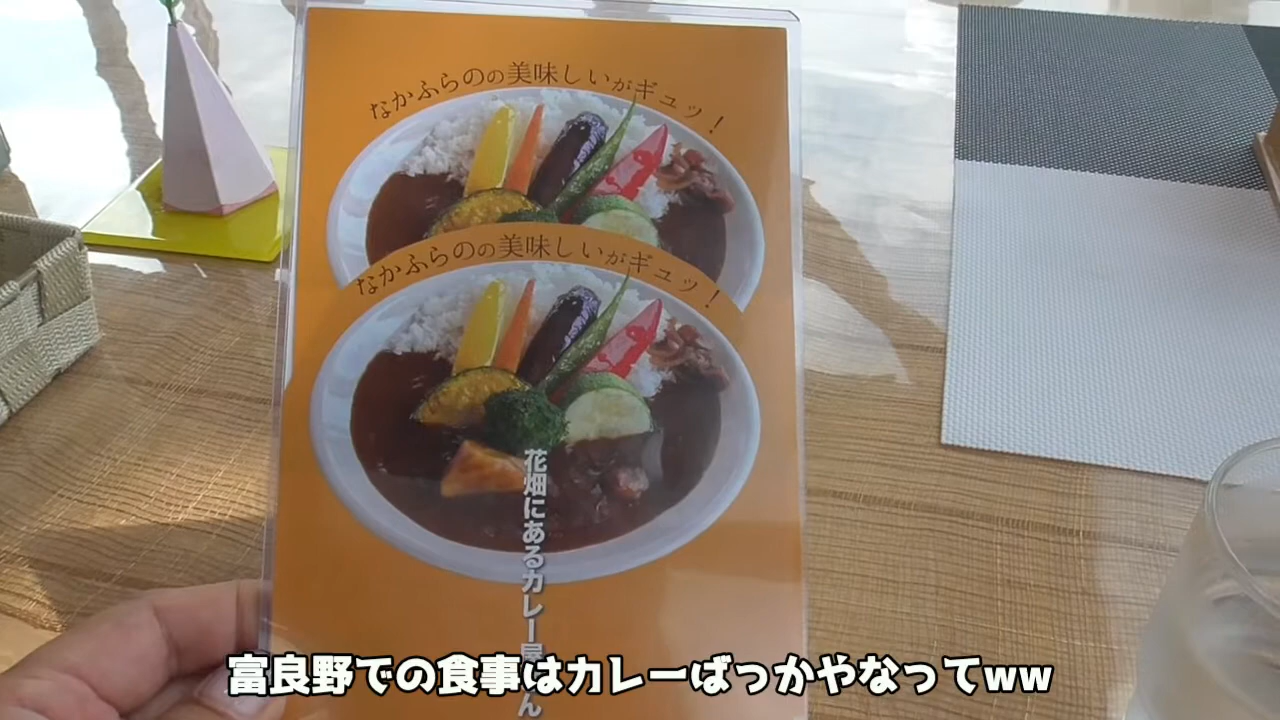 なかふらのの美味しいがギュッ!
なかふらのの美味しいがギュッ!
花畑にあるカレー屋さん
富良野での食事はカレーばっかやなってww